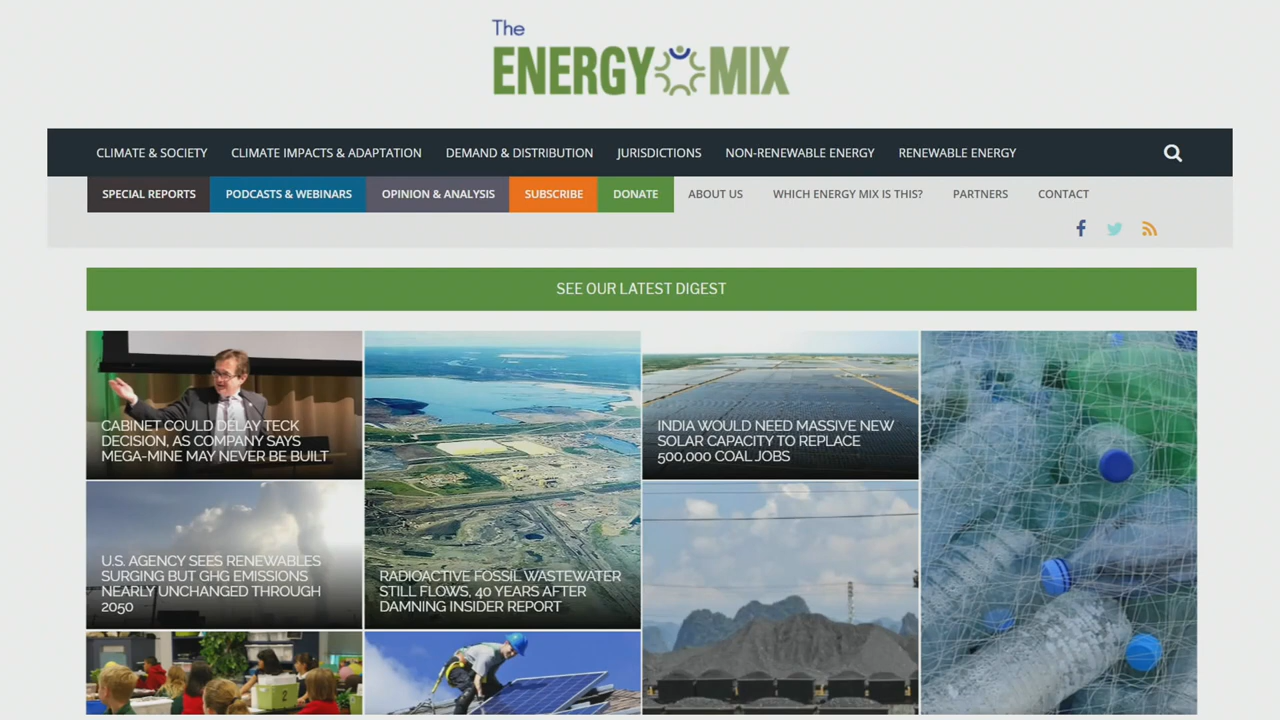 The
ENERGY MIX
CLIMATE & SOCIETY
CLIMATE IMPACTS & ADAPTATION
DEMAND & DISTRIBUTION
JURISDICTIONS
NON-RENEWABLE ENERGY
RENEWABLE ENERGY
SPECIAL REPORTS
PODCASTS & WEBINARS
OPINION & ANALYSIS
SUBSCRIBE
DONATE
ABOUT US
WHICH ENERGY MIX IS THIS?
PARTNERS
CONTACT
SEE OUR LATEST DIGEST
CABINET COULD DELAY TECK
DECISION, AS COMPANY SAYS
MEGA-MINE MAY NEVER BE BUILT
U.S. AGENCY SEES RENEWABLES
SURGING BUT GHG EMISSIONS
NEARLY UNCHANGED THROUGH
2050
RADIOACTIVE FOSSIL WASTEWATER
STILL FLOWS, 40 YEARS AFTER
DAMNING INSIDER REPORT
INDIA WOULD NEED MASSIVE NEW
SOLAR CAPACITY TO REPLACE
500,000 COAL JOBS
2